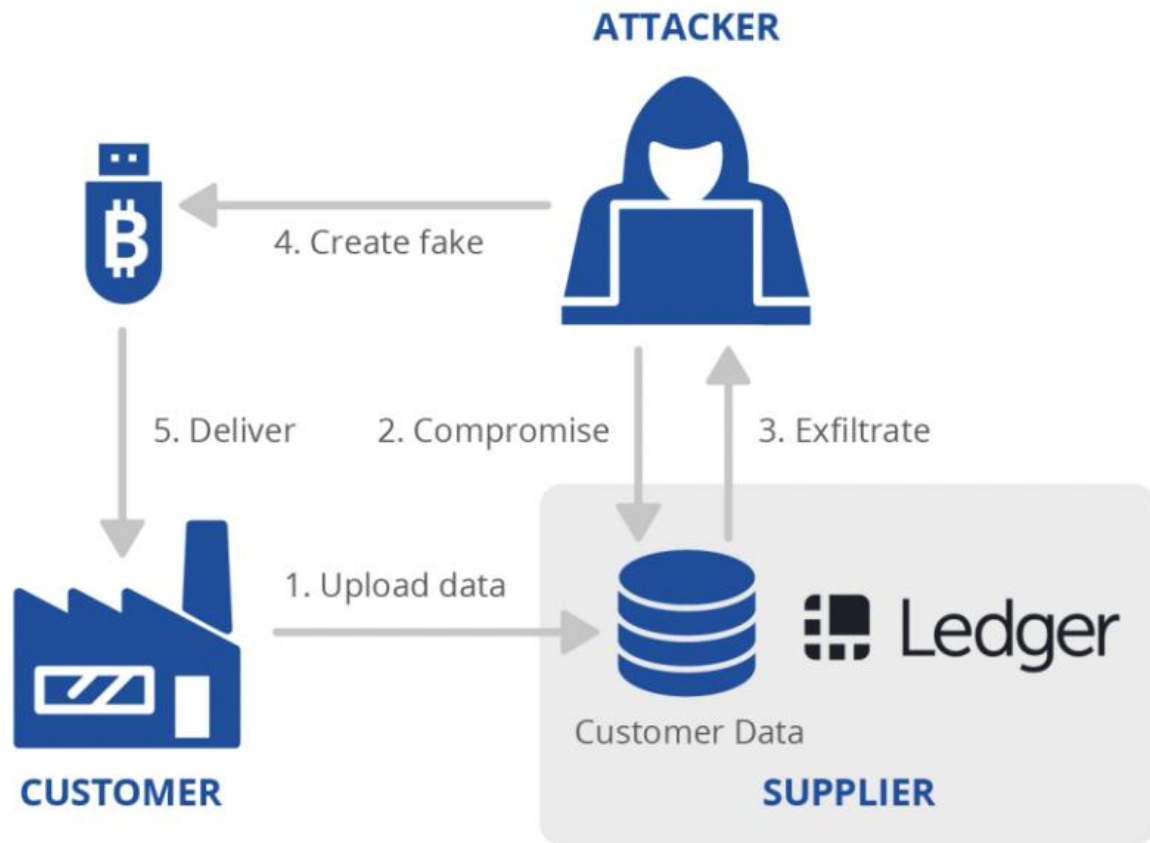 ATTACKER
4. Create fake
5. Deliver
2. Compromise
3. Exfiltrate
1. Upload data
Ledger
Customer Data
CUSTOMER
SUPPLIER